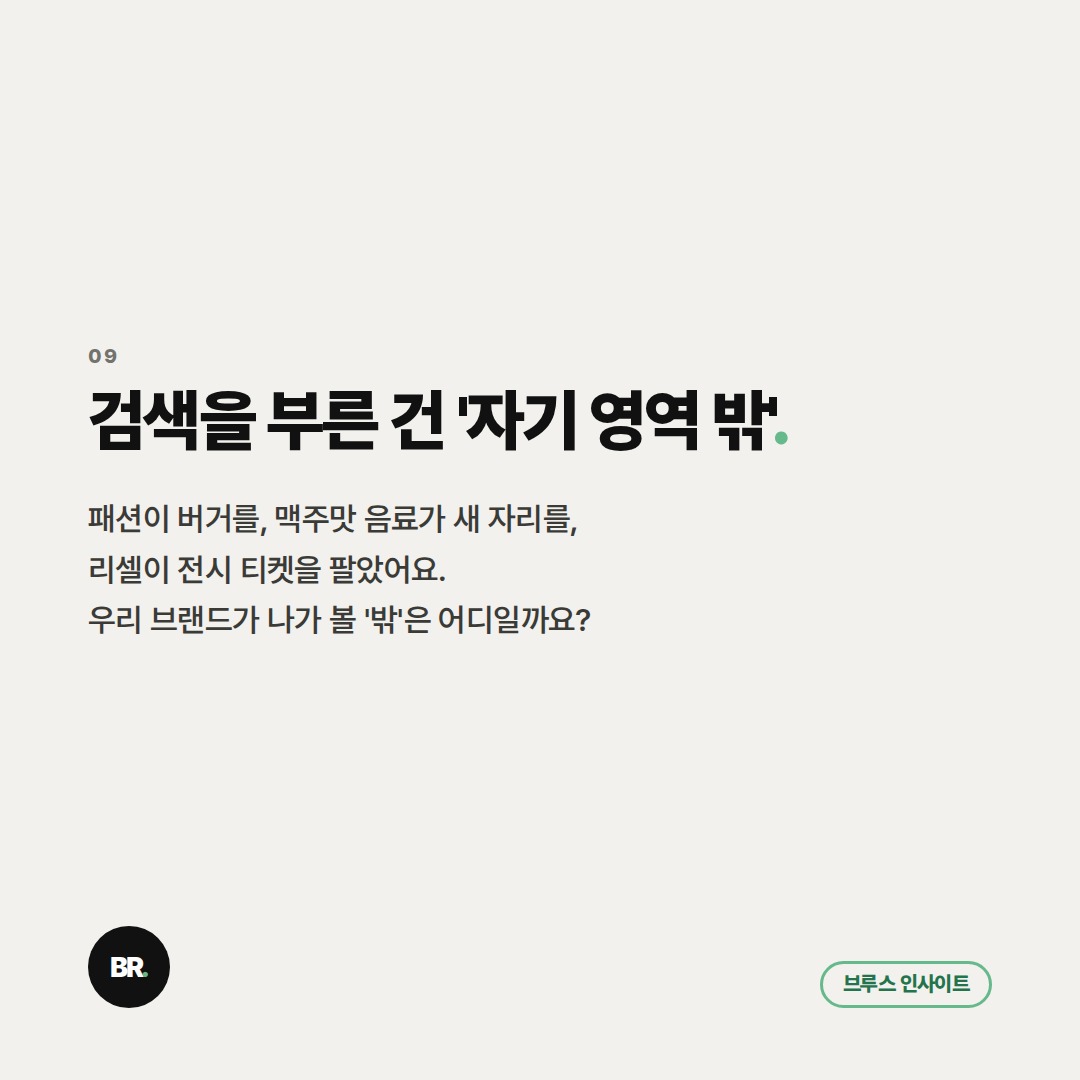 09
검색을 부른 건 '자기 영역 밖'.
패션이 버거를, 맥주맛 음료가 새 자리를,
리셀이 전시 티켓을 팔았어요.
우리 브랜드가 나가 볼 '밖'은 어디일까요?
BR.
브루스 인사이트